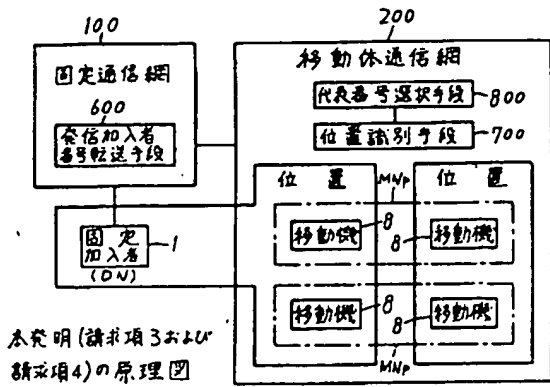 100
固定通信網
600
発信加入者
番号転送手段
200
移動体通信網
代表番号選択手段
800
位置識別手段
700
位置
MNP
位置
移動機
8
8
移動機
固定
加入者
(DN)
1
移動機
8
8
移動機
MNP
本発明(請求項3および
請求項4)の原理図